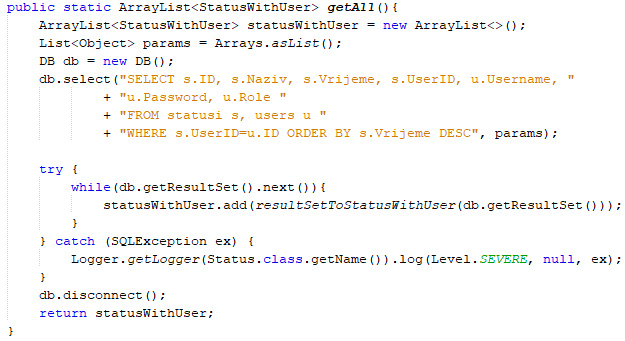 public static ArrayList<StatusWithUser> getAll(){
    ArrayList<StatusWithUser> statusWithUser = new ArrayList<>();
    List<Object> params = Arrays.asList();
    DB db = new DB();
    db.select("SELECT s.ID, s.Naziv, s.Vrijeme, s.UserID, u.Username, "
            + "u.Password, u.Role "
            + "FROM statusi s, users u "
            + "WHERE s.UserID=u.ID ORDER BY s.Vrijeme DESC", params);

    try {
        while(db.getResultSet().next()){
            statusWithUser.add(resultSetToStatusWithUser(db.getResultSet()));
        }
    } catch (SQLException ex) {
        Logger.getLogger(Status.class.getName()).log(Level.SEVERE, null, ex);
    }
    db.disconnect();
    return statusWithUser;
}